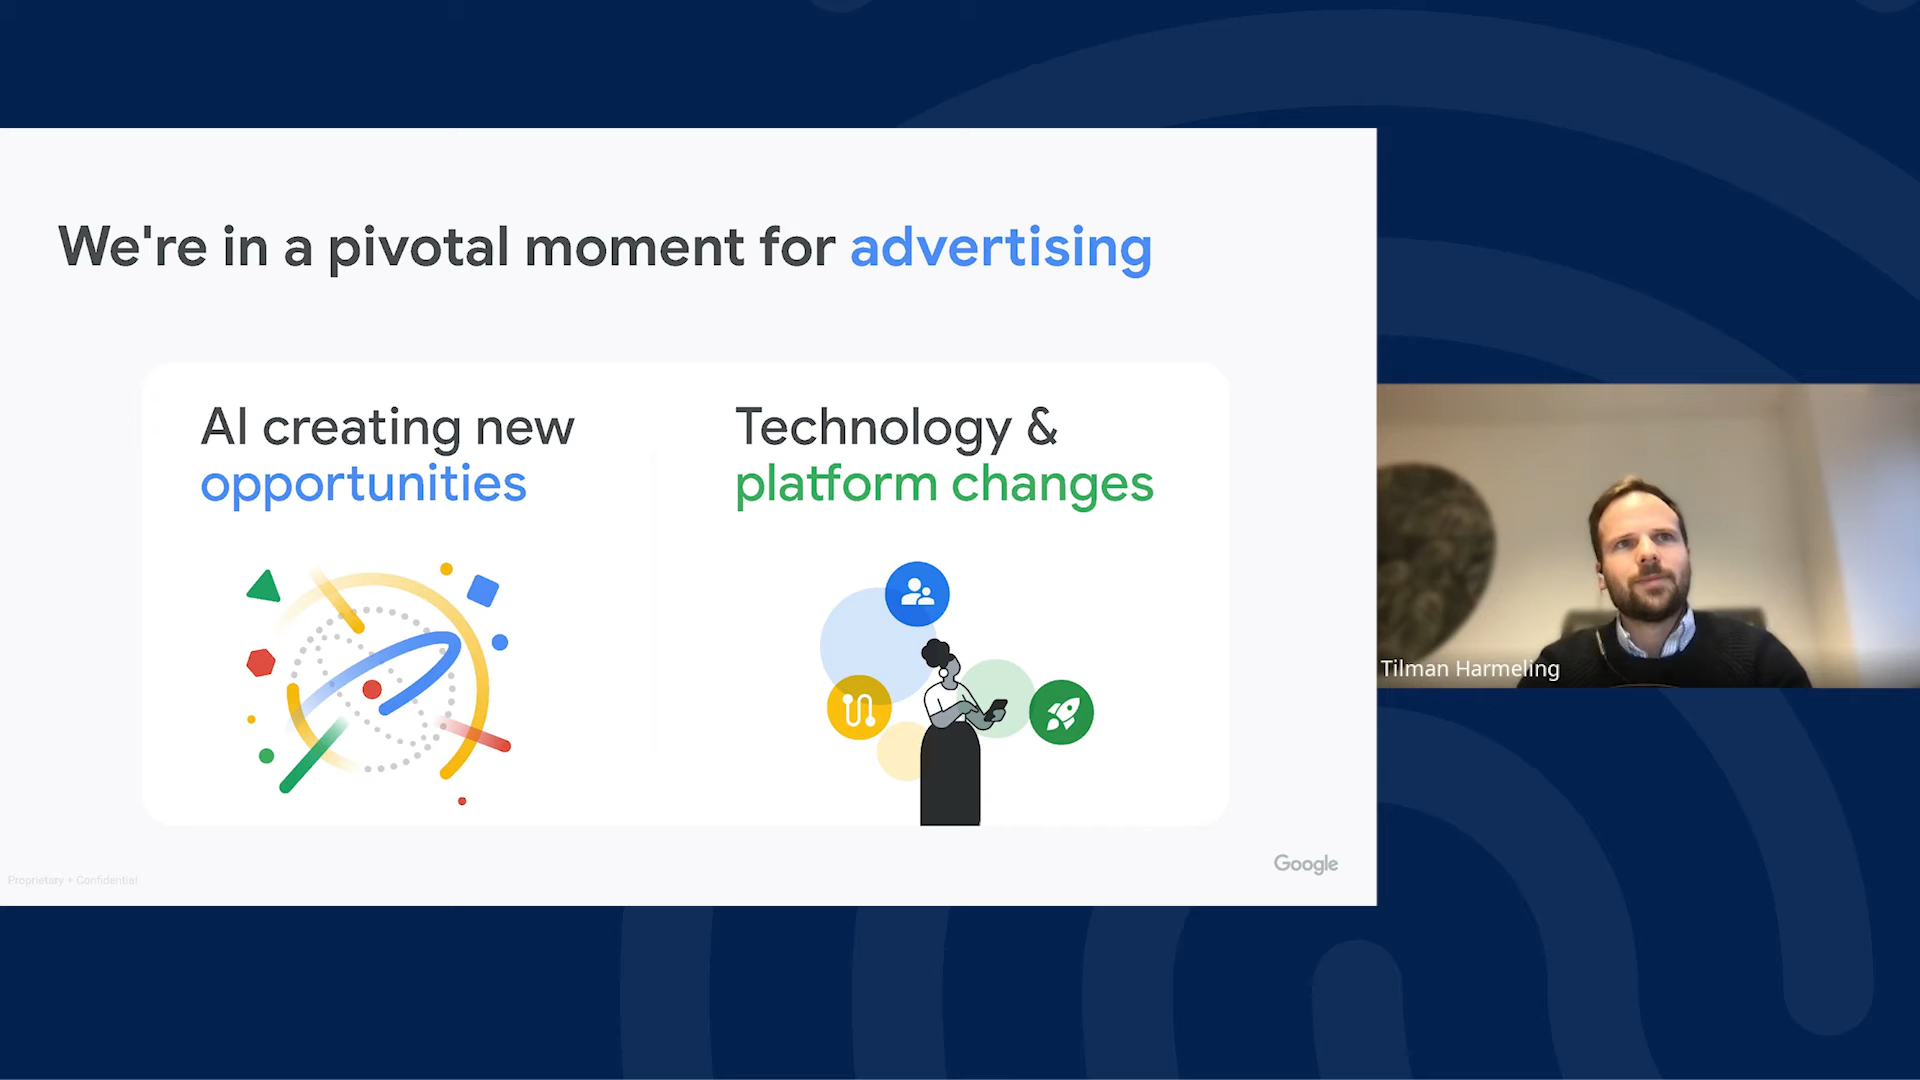 We're in a pivotal moment for advertising
AI creating new
opportunities
Technology &
platform changes
Tilman Harmeling
Google
Proprietary + Confidential